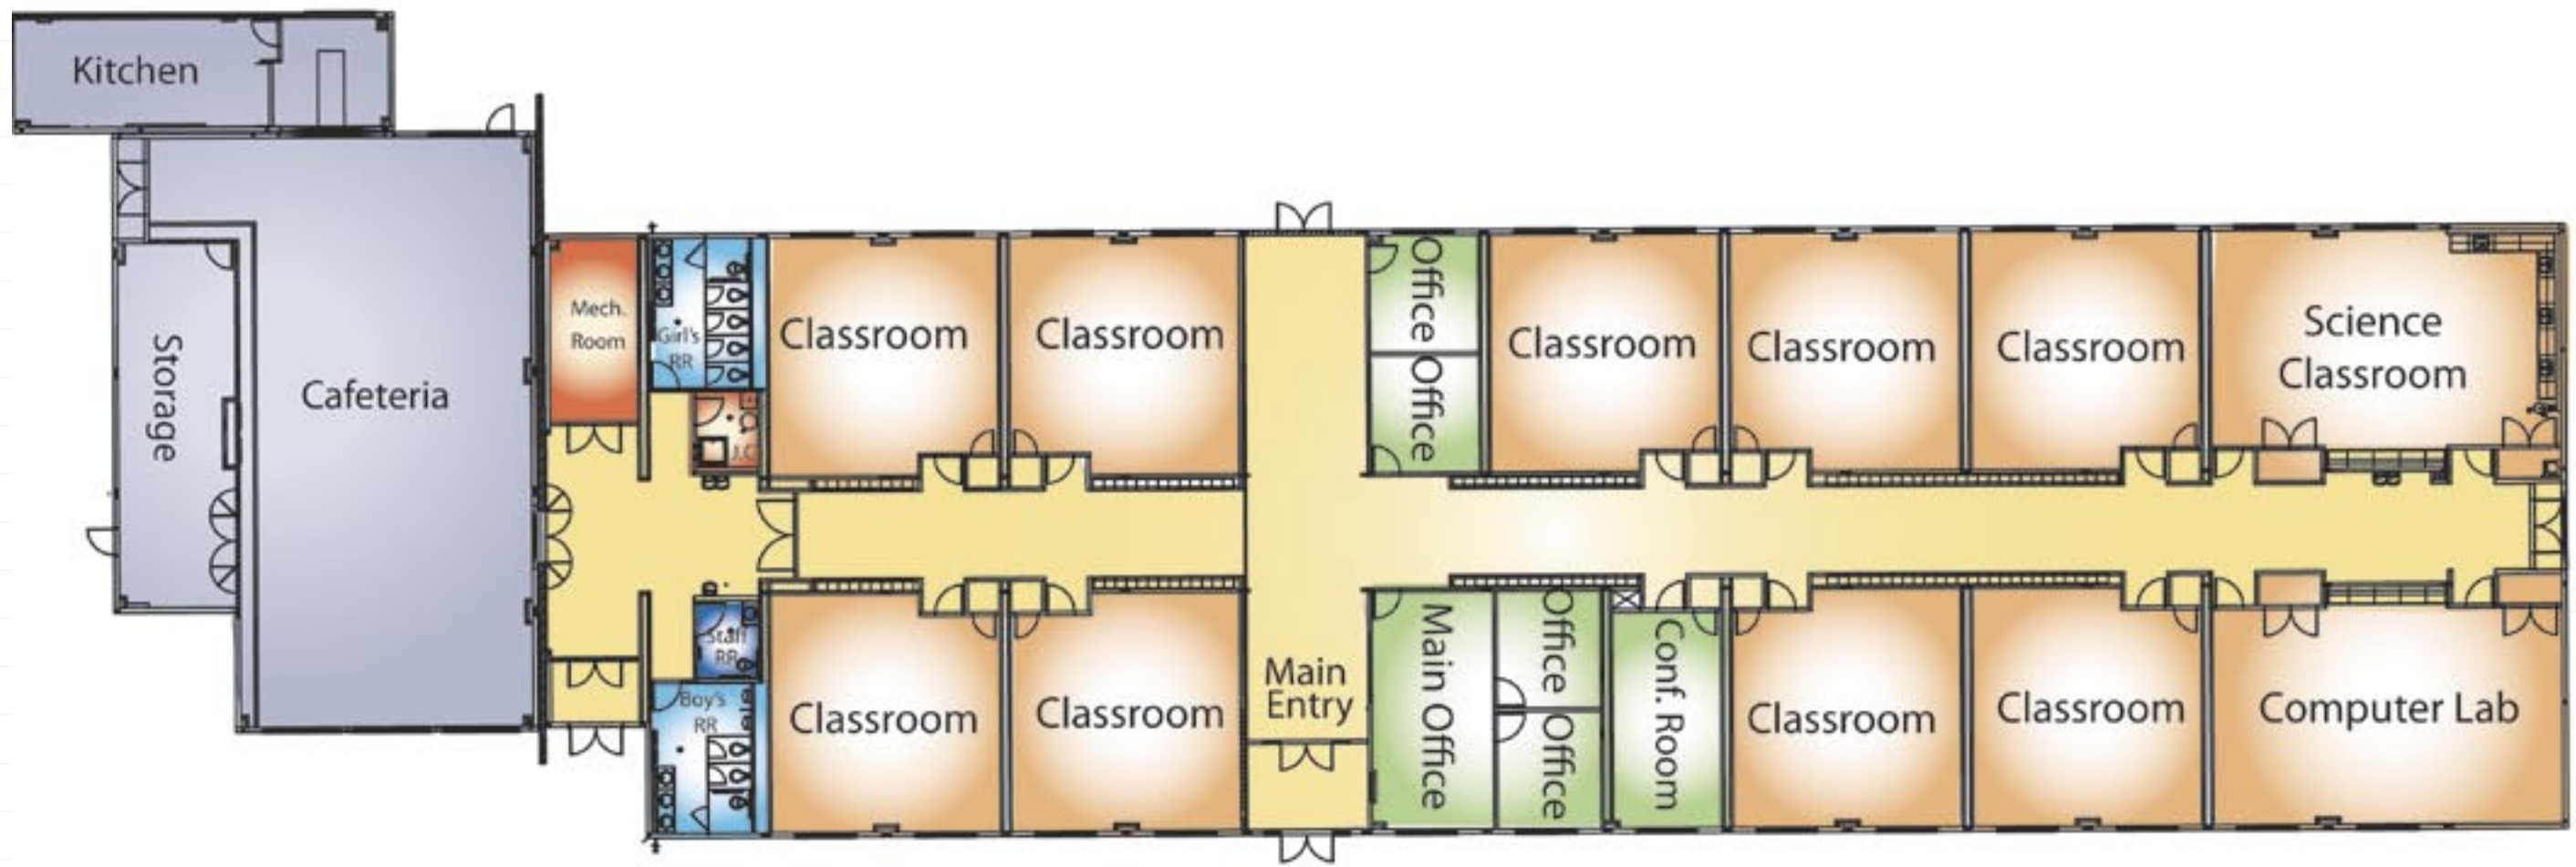 Kitchen
Storage
Cafeteria
Mech.
Room
Girl's
RR
J.C
Classroom
Classroom
Office
Office
Classroom
Classroom
Classroom
Science
Classroom
Staff
RR
Boy's
RR
Classroom
Classroom
Main
Entry
Main Office
Office
Office
Conf. Room
Classroom
Classroom
Computer Lab